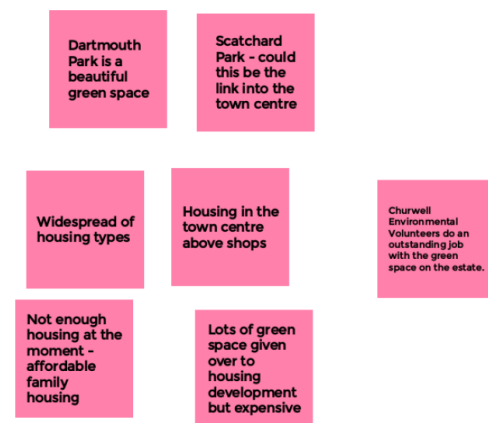 Dartmouth
Park is a
beautiful
green space
Scatchard
Park - could
this be the
link into the
town centre
Widespread of
housing types
Housing in the
town centre
above shops
Churwell
Environmental
Volunteers do an
outstanding job
with the green
space on the estate.
Not enough
housing at the
moment -
affordable
family
housing
Lots of green
space given
over to
housing
development
but expensive